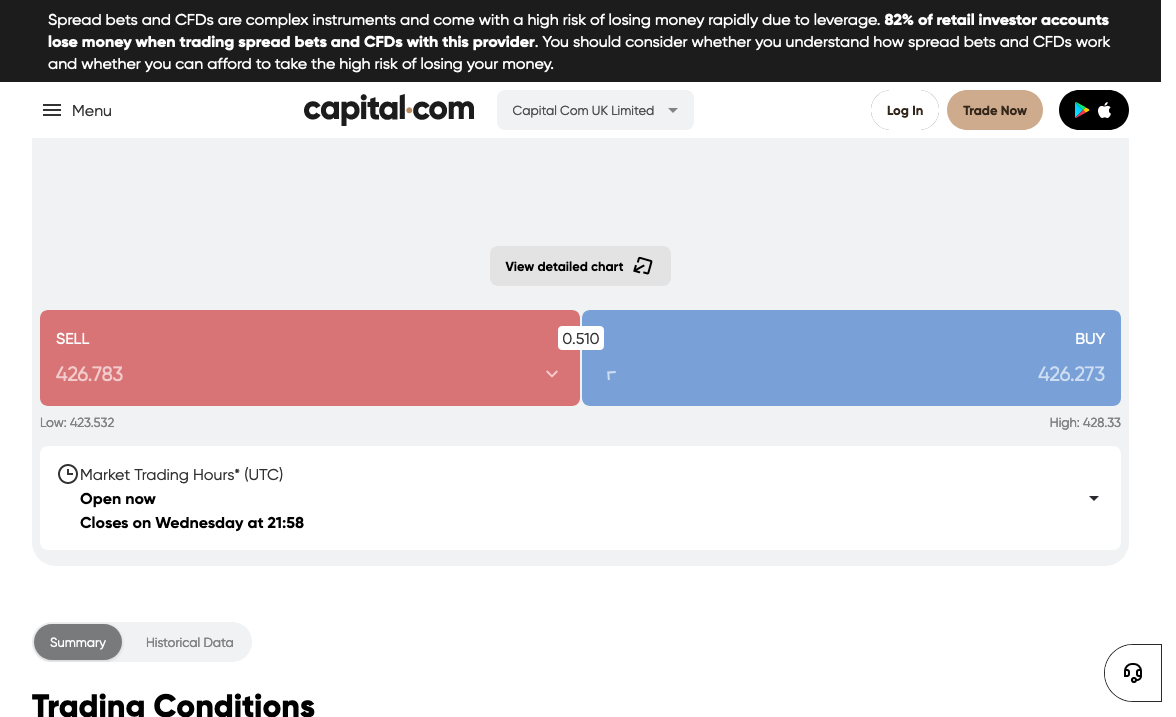 Spread bets and CFDs are complex instruments and come with a high risk of losing money rapidly due to leverage. 82% of retail investor accounts
lose money when trading spread bets and CFDs with this provider. You should consider whether you understand how spread bets and CFDs work
and whether you can afford to take the high risk of losing your money.
Menu
capital.com
Capital Com UK Limited
Log In
Trade Now
View detailed chart
SELL
0.510
BUY
426.783
426.273
Low: 423.532
High: 428.33
Market Trading Hours* (UTC)
Open now
Closes on Wednesday at 21:58
Summary
Historical Data
Trading Conditions